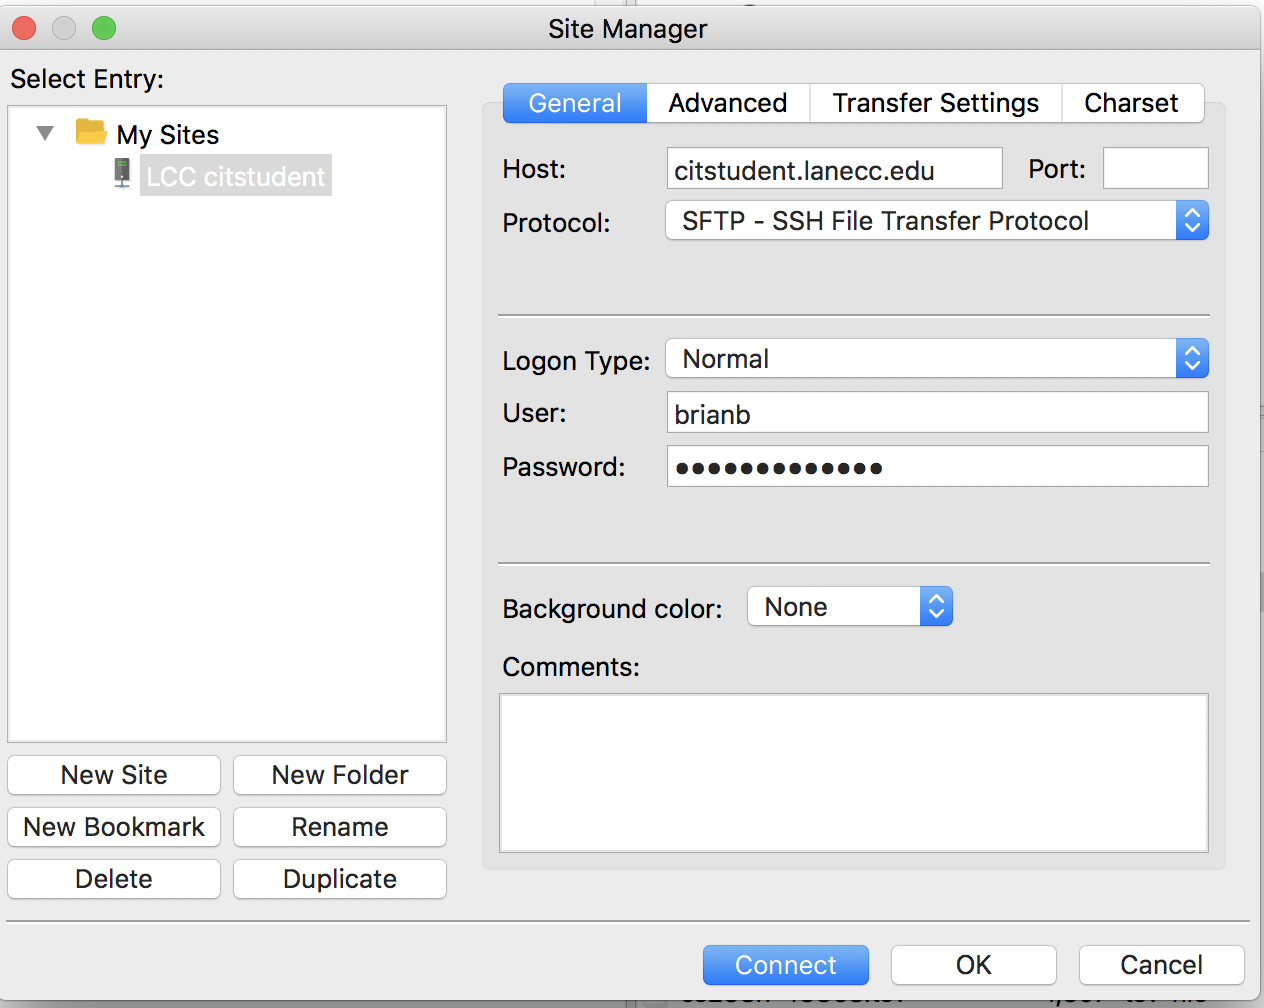 Site Manager
Select Entry:
My Sites
LCC citstudent
New Site
New Folder
New Bookmark
Rename
Delete
Duplicate
General
Advanced
Transfer Settings
Charset
Host:
citstudent.lanecc.edu
Port:
Protocol:
SFTP - SSH File Transfer Protocol
Logon Type:
Normal
User:
brianb
Password:
●●●●●●●●●●●●●
Background color:
None
Comments:
Connect
OK
Cancel